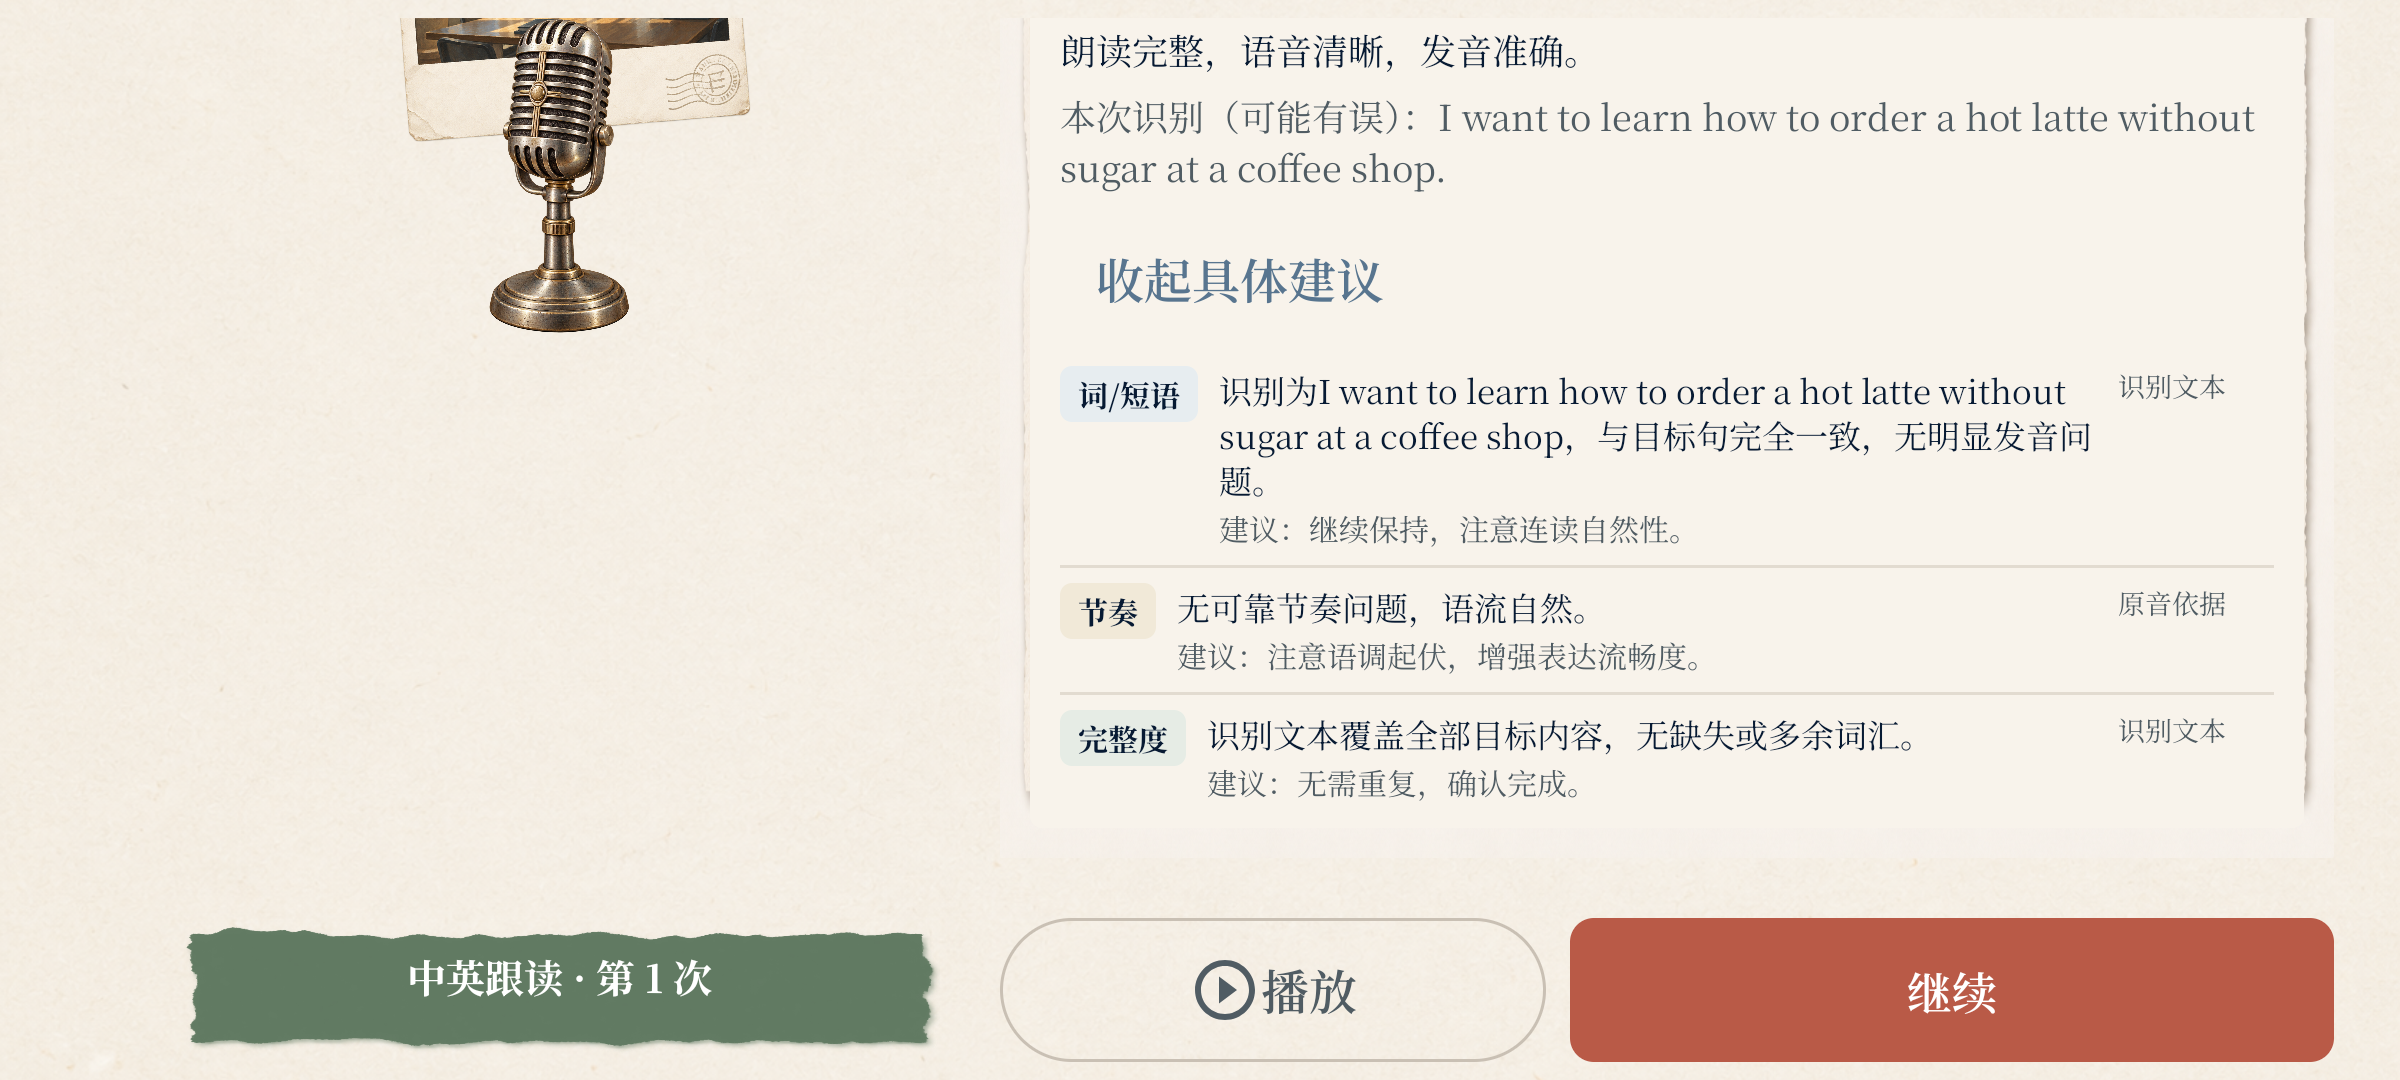 朗读完整，语音清晰，发音准确。
本次识别（可能有误）：I want to learn how to order a hot latte without
sugar at a coffee shop.
收起具体建议
词/短语
识别为I want to learn how to order a hot latte without
sugar at a coffee shop，与目标句完全一致，无明显发音问
题。
识别文本
建议：继续保持，注意连读自然性。
节奏
无可靠节奏问题，语流自然。
原音依据
建议：注意语调起伏，增强表达流畅度。
完整度
识别文本覆盖全部目标内容，无缺失或多余词汇。
识别文本
建议：无需重复，确认完成。
中英跟读 · 第 1 次
播放
继续